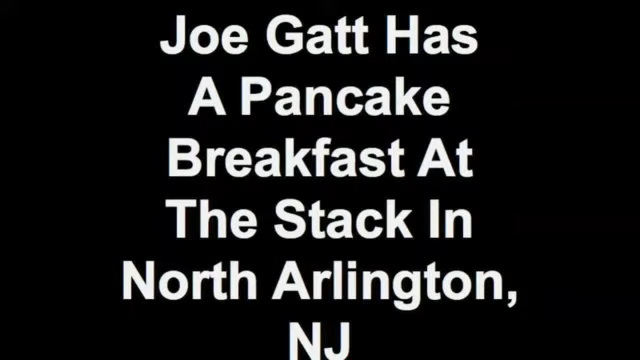 Joe Gatt Has
A Pancake
Breakfast At
The Stack In
North Arlington,
NJ